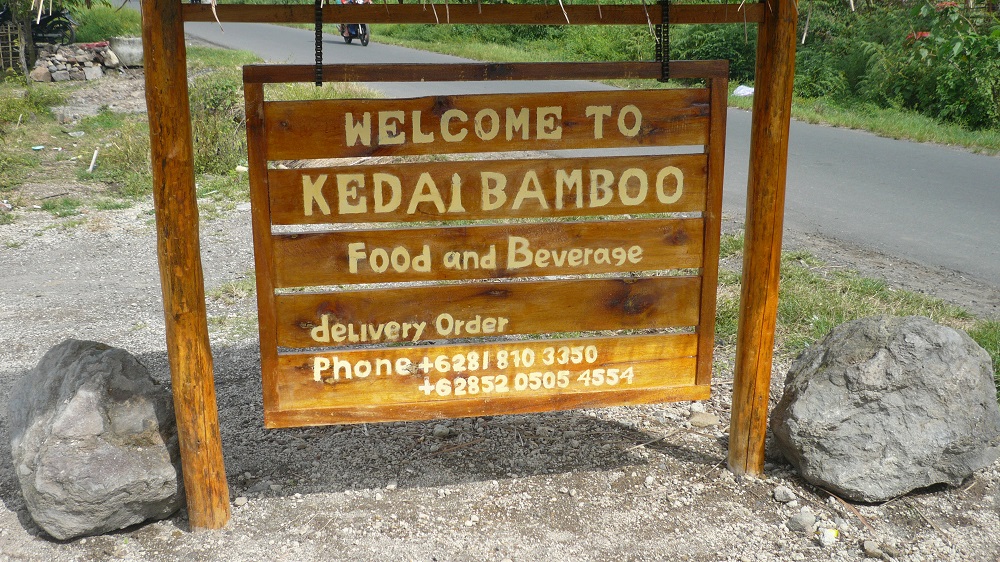 WELCOME TO
KEDAI BAMBOO
Food and Beverage
delivery Order
Phone +6281 810 3350
+62852 0505 4554